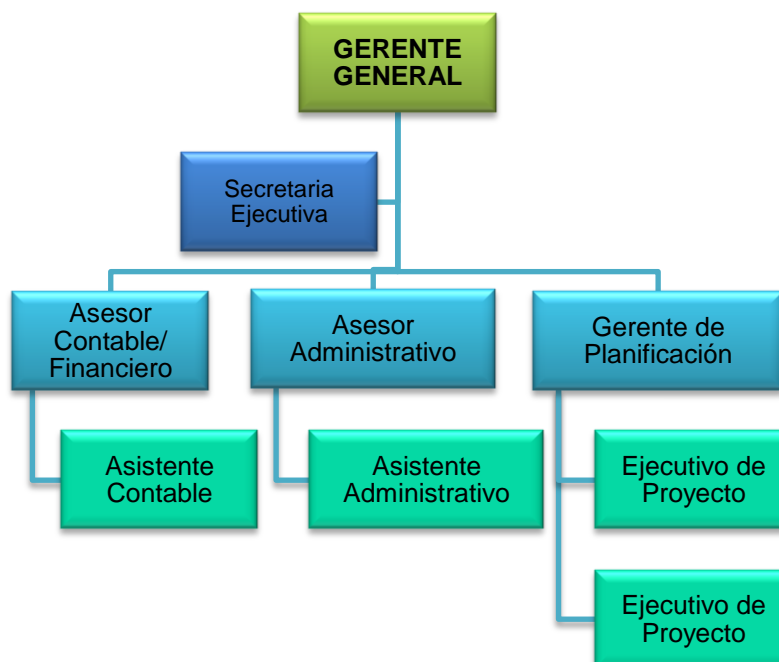 GERENTE
GENERAL
Secretaria
Ejecutiva
Asesor
Contable/
Financiero
Asesor
Administrativo
Gerente de
Planificación
Asistente
Contable
Asistente
Administrativo
Ejecutivo de
Proyecto
Ejecutivo de
Proyecto